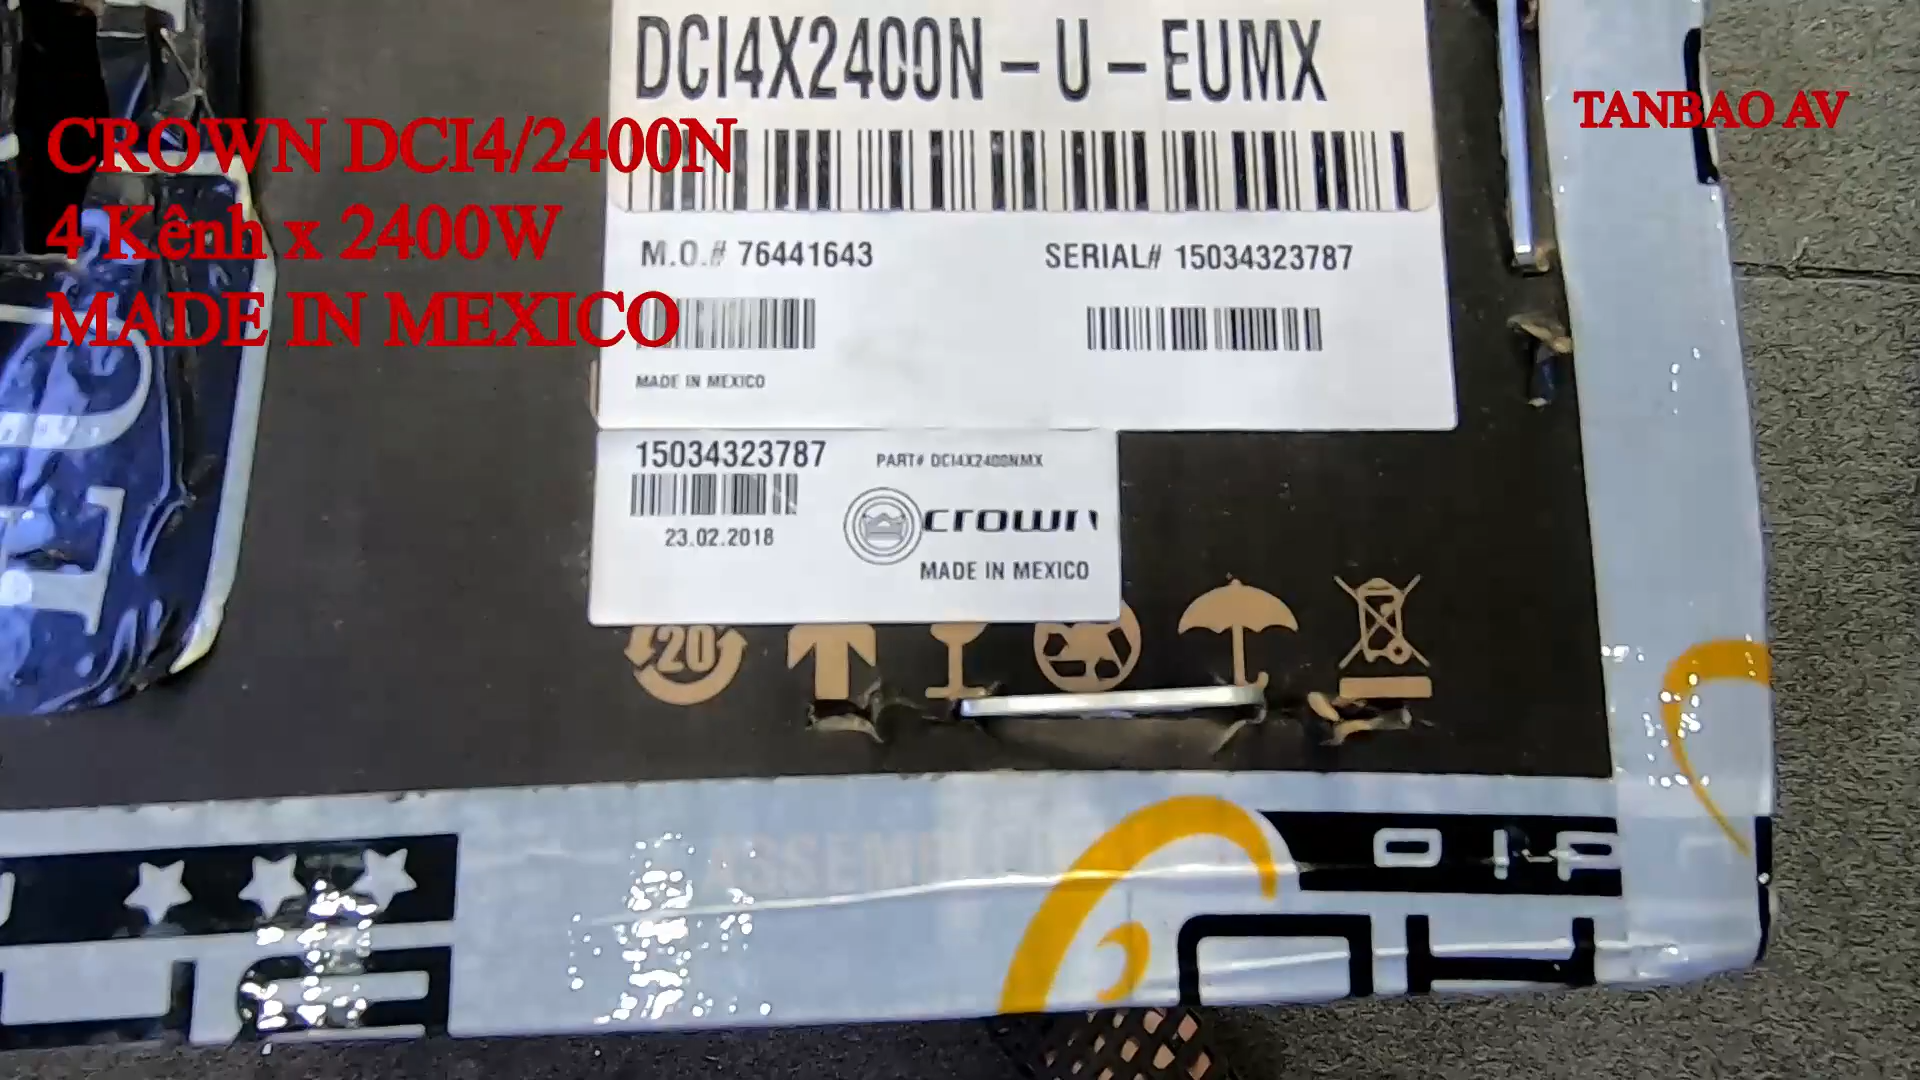 DCI4X2400N-U-EUMX
TANBAO AV
CROWN DCI4/2400N
4 Kênh x 2400W
MADE IN MEXICO
M.O.# 76441643
SERIAL# 15034323787
MADE IN MEXICO
15034323787
PART# DCI4X2400NMX
23.02.2018
crown
MADE IN MEXICO
20